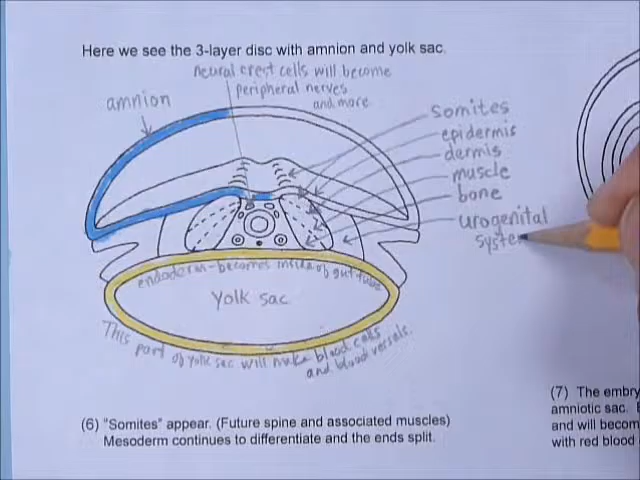 Here we see the 3-layer disc with amnion and yolk sac.
neural crest cells will become
peripheral nerves
and more
amnion
somites
epidermis
dermis
muscle
bone
urogenital
syste
endoderm-becomes inside of gut tube
Yolk sac
This part of yolk sac will make blood cells
and blood vessels.
(6) "Somites" appear. (Future spine and associated muscles)
Mesoderm continues to differentiate and the ends split.
(7) The embry
amniotic sac.
and will becom
with red blood